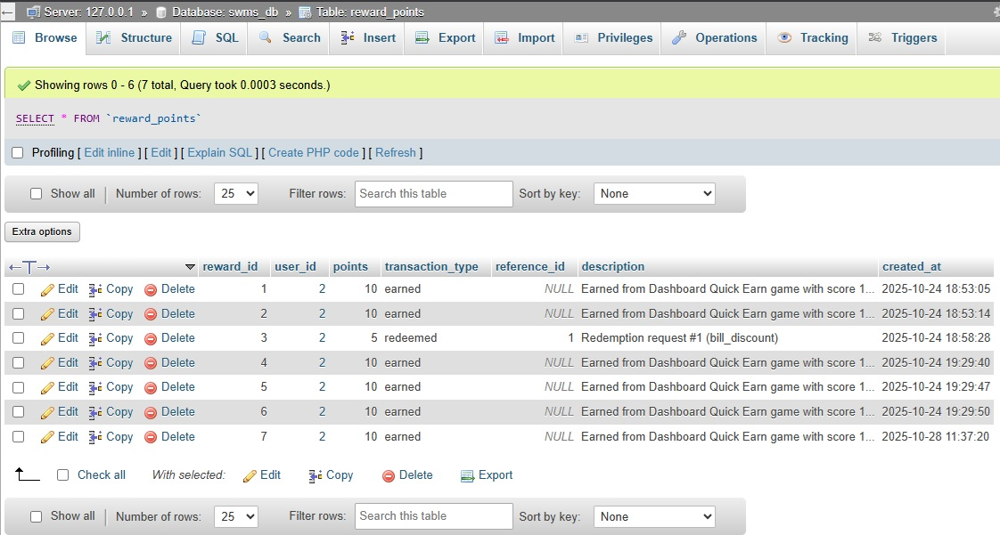 Server: 127.0.0.1 » Database: swms_db » Table: reward_points
Browse Structure SQL Search Insert Export Import Privileges Operations Tracking Triggers
Showing rows 0 - 6 (7 total, Query took 0.0003 seconds.)
SELECT * FROM `reward_points`
Profiling [ Edit inline ] [ Edit ] [ Explain SQL ] [ Create PHP code ] [ Refresh ]
Show all Number of rows: 25 Filter rows: Search this table Sort by key: None
Extra options
←T→ reward_id user_id points transaction_type reference_id description created_at
Edit Copy Delete 1 2 10 earned NULL Earned from Dashboard Quick Earn game with score 1... 2025-10-24 18:53:05
Edit Copy Delete 2 2 10 earned NULL Earned from Dashboard Quick Earn game with score 1... 2025-10-24 18:53:14
Edit Copy Delete 3 2 5 redeemed 1 Redemption request #1 (bill_discount) 2025-10-24 18:58:28
Edit Copy Delete 4 2 10 earned NULL Earned from Dashboard Quick Earn game with score 1... 2025-10-24 19:29:40
Edit Copy Delete 5 2 10 earned NULL Earned from Dashboard Quick Earn game with score 1... 2025-10-24 19:29:47
Edit Copy Delete 6 2 10 earned NULL Earned from Dashboard Quick Earn game with score 1... 2025-10-24 19:29:50
Edit Copy Delete 7 2 10 earned NULL Earned from Dashboard Quick Earn game with score 1... 2025-10-28 11:37:20
Check all With selected: Edit Copy Delete Export
Show all Number of rows: 25 Filter rows: Search this table Sort by key: None